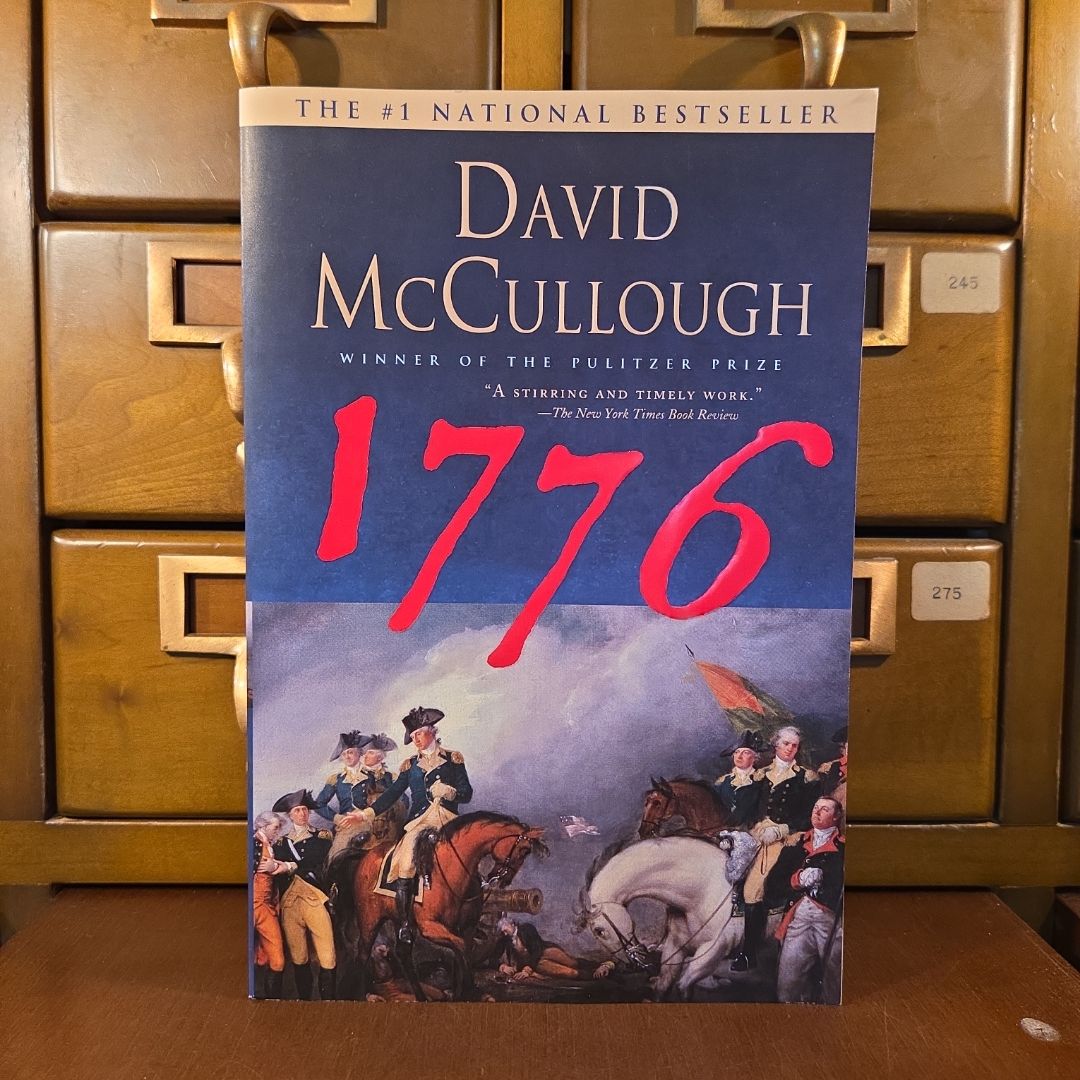 THE #1 NATIONAL BESTSELLER
DAVID
MCCULLOUGH
WINNER OF THE PULITZER PRIZE
“A STIRRING AND TIMELY WORK.”
—The New York Times Book Review
1776
245
275